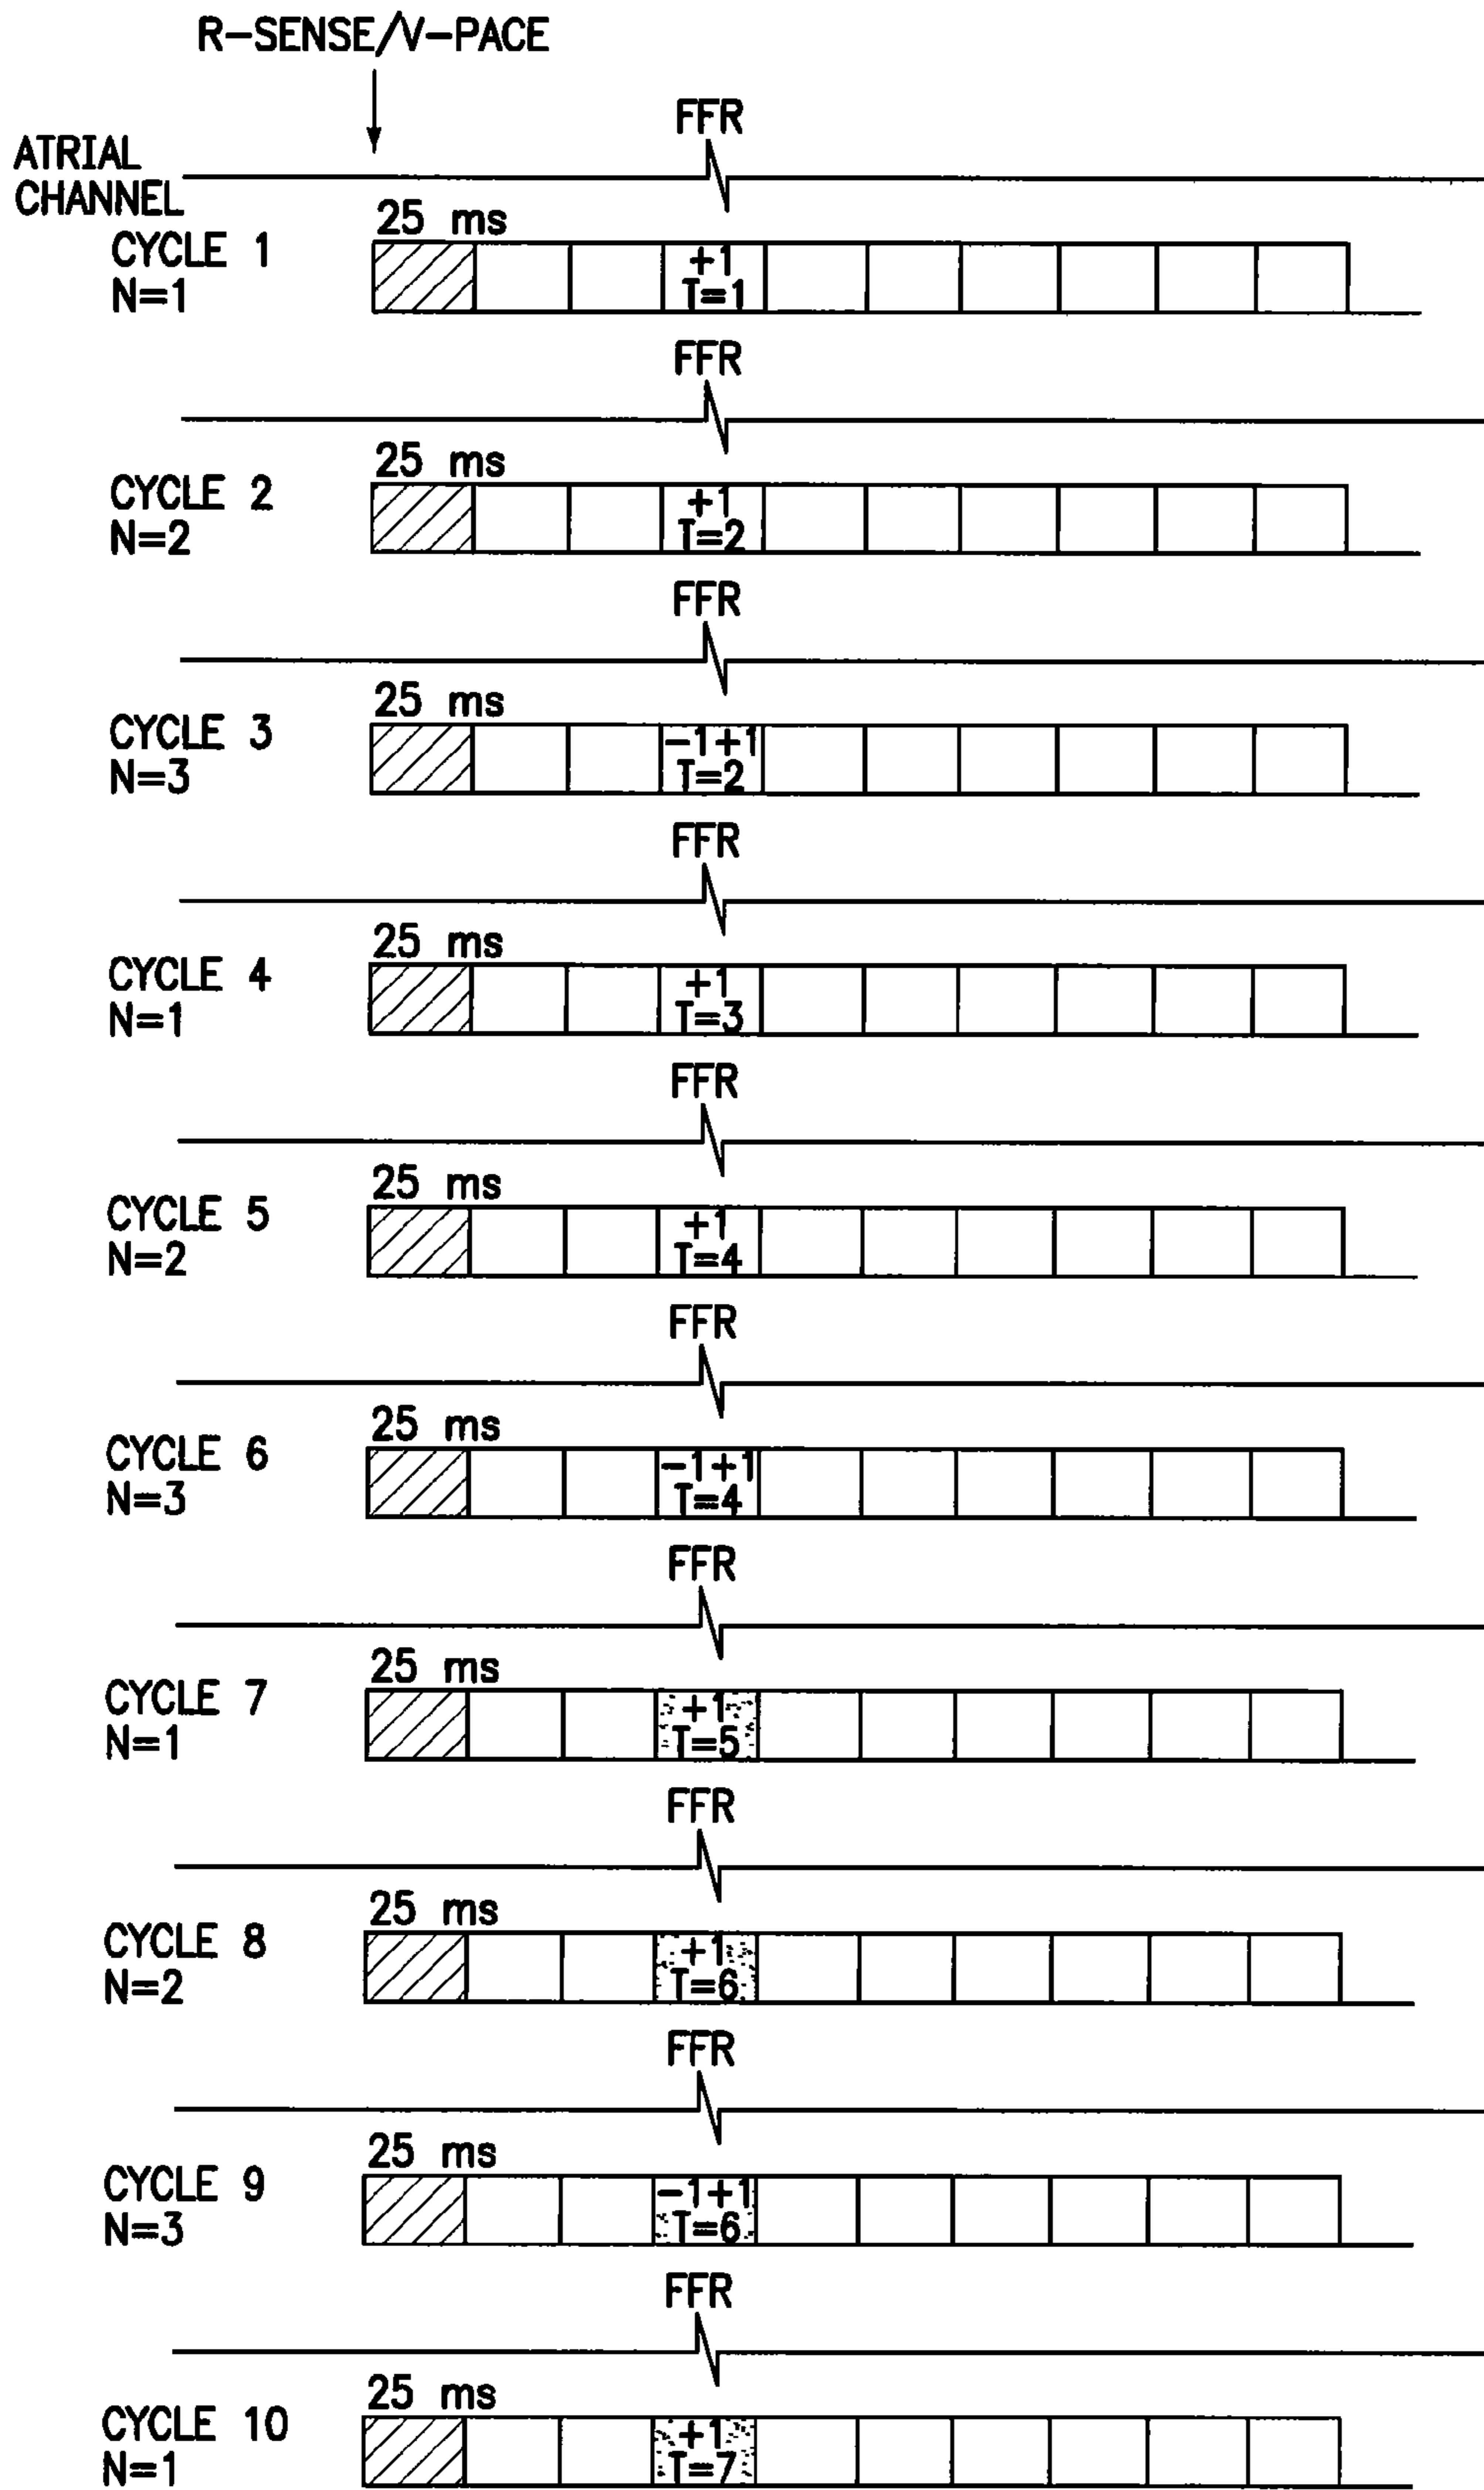 R-SENSE/V-PACE
FFR
ATRIAL
CHANNEL
25 ms
CYCLE 1
N=1
+1
T=1
FFR
25 ms
CYCLE 2
N=2
+1
T=2
FFR
25 ms
CYCLE 3
N=3
-1+1
T=2
FFR
25 ms
CYCLE 4
N=1
+1
T=3
FFR
25 ms
CYCLE 5
N=2
+1
T=4
FFR
25 ms
CYCLE 6
N=3
-1+1
T=4
FFR
25 ms
CYCLE 7
N=1
+1
T=5
FFR
25 ms
CYCLE 8
N=2
+1
T=6
FFR
25 ms
CYCLE 9
N=3
-1+1
T=6
FFR
25 ms
CYCLE 10
N=1
+1
T=7